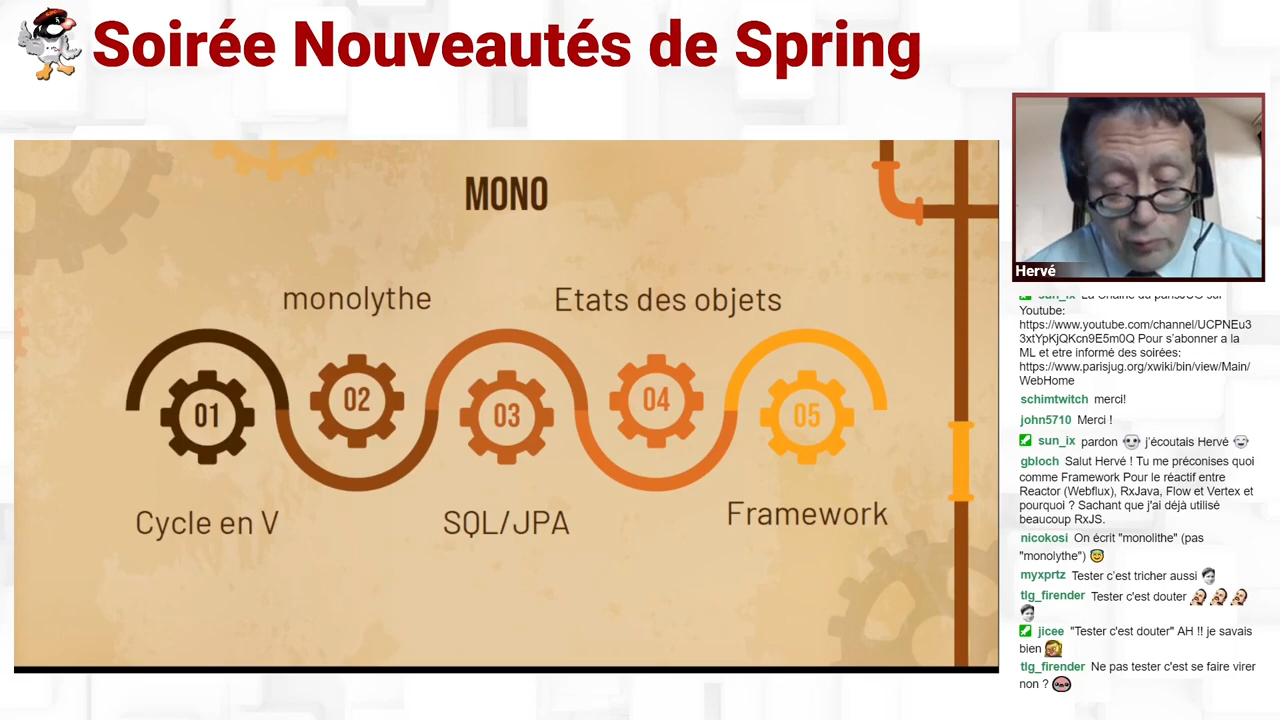 Soirée Nouveautés de Spring
MONO
monolythe
Etats des objets
01
02
03
04
05
Cycle en V
SQL/JPA
Framework
Hervé
sun_ix La Chaîne du parisJUG sur
Youtube:
https://www.youtube.com/channel/UCPNEu3
3xtYpKjQKcn9E5m0Q Pour s'abonner a la
ML et etre informé des soirées:
https://www.parisjug.org/xwiki/bin/view/Main/
WebHome
schimtwitch merci!
john5710 Merci !
sun_ix pardon j'écoutais Hervé
gbloch Salut Hervé ! Tu me préconises quoi
comme Framework Pour le réactif entre
Reactor (Webflux), RxJava, Flow et Vertex et
pourquoi ? Sachant que j'ai déjà utilisé
beaucoup RxJS.
nicokosi On écrit "monolithe" (pas
"monolythe")
myxprtz Tester c'est tricher aussi
tlg_firender Tester c'est douter
jicee "Tester c'est douter" AH !! je savais
bien
tlg_firender Ne pas tester c'est se faire virer
non ?